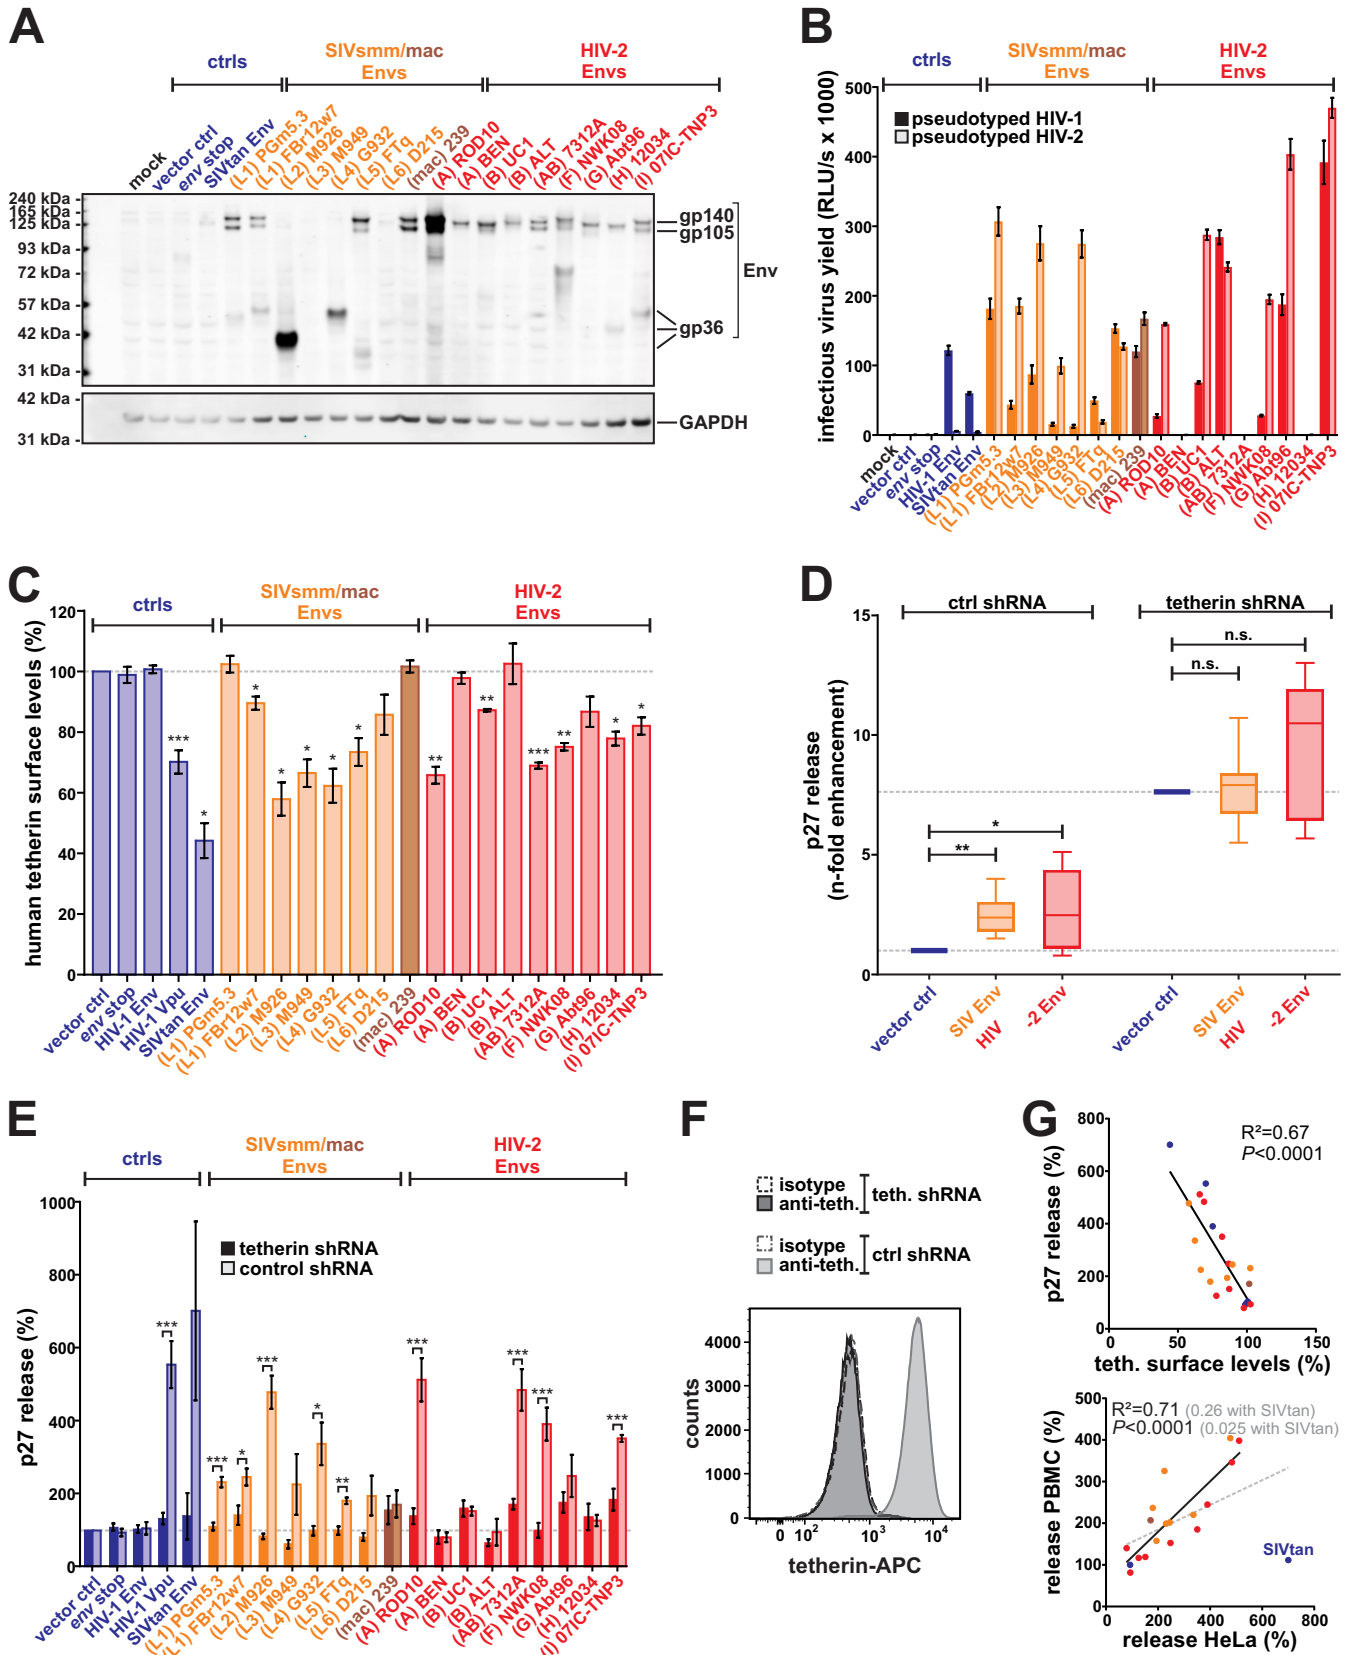 A
ctrls
SIVsmm/mac
Envs
HIV-2
Envs
mock
vector ctrl
env stop
SIVtan Env
(L1) PGm5.3
(L1) FBr12w7
(L2) M926
(L3) M949
(L4) G932
(L5) FTq
(L6) D215
(mac) 239
(A) ROD10
(A) BEN
(B) UC1
(B) ALT
(AB) 7312A
(F) NWK08
(G) Abt96
(H) 12034
(I) 07IC-TNP3
240 kDa
165 kDa
125 kDa
93 kDa
72 kDa
57 kDa
42 kDa
31 kDa
42 kDa
31 kDa
gp140
gp105
Env
gp36
GAPDH
B
ctrls
SIVsmm/mac
Envs
HIV-2
Envs
pseudotyped HIV-1
pseudotyped HIV-2
infectious virus yield (RLU/s x 1000)
500
400
300
200
100
0
mock
vector ctrl
env stop
HIV-1 Env
SIVtan Env
(L1) PGm5.3
(L1) FBr12w7
(L2) M926
(L3) M949
(L4) G932
(L5) FTq
(L6) D215
(mac) 239
(A) ROD10
(A) BEN
(B) UC1
(B) ALT
(AB) 7312A
(F) NWK08
(G) Abt96
(H) 12034
(I) 07IC-TNP3
C
ctrls
SIVsmm/mac
Envs
HIV-2
Envs
human tetherin surface levels (%)
120
100
80
60
40
20
0
***
*
*
*
*
*
*
**
**
***
**
*
*
vector ctrl
env stop
HIV-1 Env
HIV-1 Vpu
SIVtan Env
(L1) PGm5.3
(L1) FBr12w7
(L2) M926
(L3) M949
(L4) G932
(L5) FTq
(L6) D215
(mac) 239
(A) ROD10
(A) BEN
(B) UC1
(B) ALT
(AB) 7312A
(F) NWK08
(G) Abt96
(H) 12034
(I) 07IC-TNP3
D
ctrl shRNA
tetherin shRNA
p27 release
(n-fold enhancement)
15
10
5
0
n.s.
n.s.
*
**
vector ctrl
SIV Env
HIV -2 Env
vector ctrl
SIV Env
HIV -2 Env
E
ctrls
SIVsmm/mac
Envs
HIV-2
Envs
tetherin shRNA
control shRNA
p27 release (%)
1000
800
600
400
200
0
***
***
*
***
*
**
***
***
***
***
vector ctrl
env stop
HIV-1 Env
HIV-1 Vpu
SIVtan Env
(L1) PGm5.3
(L1) FBr12w7
(L2) M926
(L3) M949
(L4) G932
(L5) FTq
(L6) D215
(mac) 239
(A) ROD10
(A) BEN
(B) UC1
(B) ALT
(AB) 7312A
(F) NWK08
(G) Abt96
(H) 12034
(I) 07IC-TNP3
F
isotype
anti-teth.
teth. shRNA
isotype
anti-teth.
ctrl shRNA
counts
4000
3000
2000
1000
0
0 10² 10³ 10⁴
tetherin-APC
G
p27 release (%)
800
600
400
200
0
R²=0.67
P<0.0001
0 50 100 150
teth. surface levels (%)
release PBMC (%)
500
400
300
200
100
0
R²=0.71 (0.26 with SIVtan)
P<0.0001 (0.025 with SIVtan)
SIVtan
0 200 400 600 800
release HeLa (%)